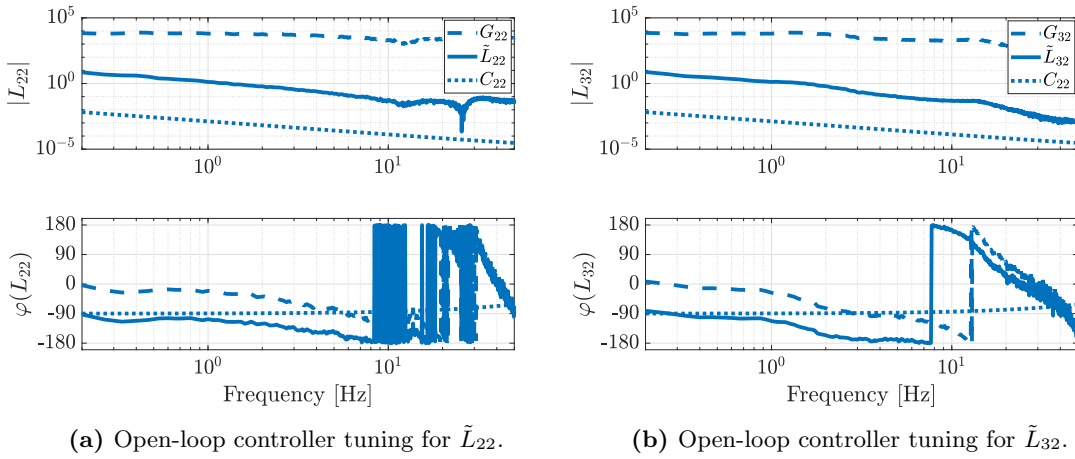 10^5
10^0
10^-5
|L22|
G22
L̃22
C22
10^0
10^1
180
90
0
-90
-180
φ(L22)
10^0
10^1
Frequency [Hz]
(a) Open-loop controller tuning for L̃22.
10^5
10^0
10^-5
|L32|
G32
L̃32
C22
10^0
10^1
180
90
0
-90
-180
φ(L32)
10^0
10^1
Frequency [Hz]
(b) Open-loop controller tuning for L̃32.